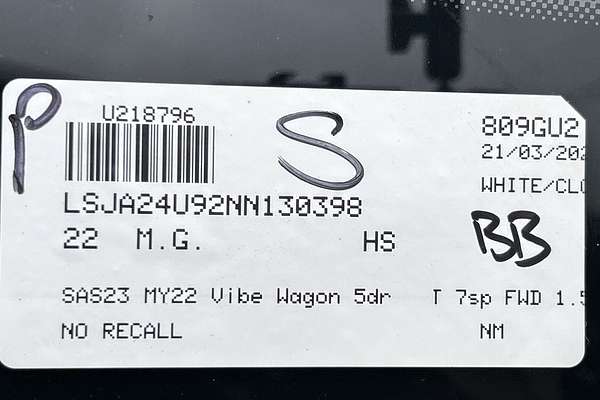 P
U218796
S
809GU2
21/03/202
LSJA24U92NN130398
WHITE/CLO
22 M.G. HS
BB
SAS23 MY22 Vibe Wagon 5dr T 7sp FWD 1.5
NO RECALL NM